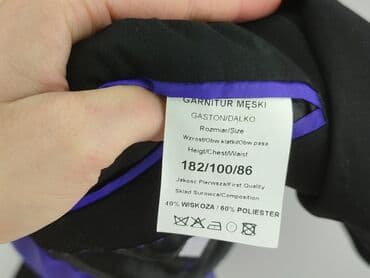 GARNITUR MĘSKI
GASTON/DALKO
Rozmiar/Size
Wzrost/Obw klatki/Obw pasa
Heigt/Chest/Waist
182/100/86
Jakość Pierwsza/First Quality
Skład Surowca/Composition
40% WISKOZA / 60% POLIESTER